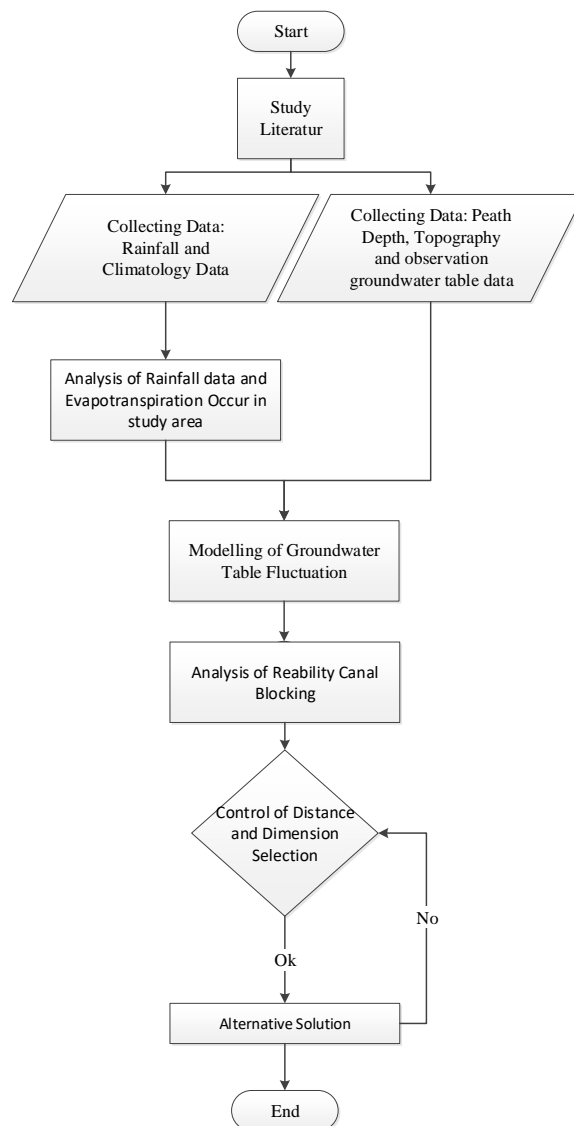 Start
Study
Literatur
Collecting Data:
Rainfall and
Climatology Data
Collecting Data: Peath
Depth, Topography
and observation
groundwater table data
Analysis of Rainfall data and
Evapotranspiration Occur in
study area
Modelling of Groundwater
Table Fluctuation
Analysis of Reability Canal
Blocking
Control of Distance
and Dimension
Selection
No
Ok
Alternative Solution
End